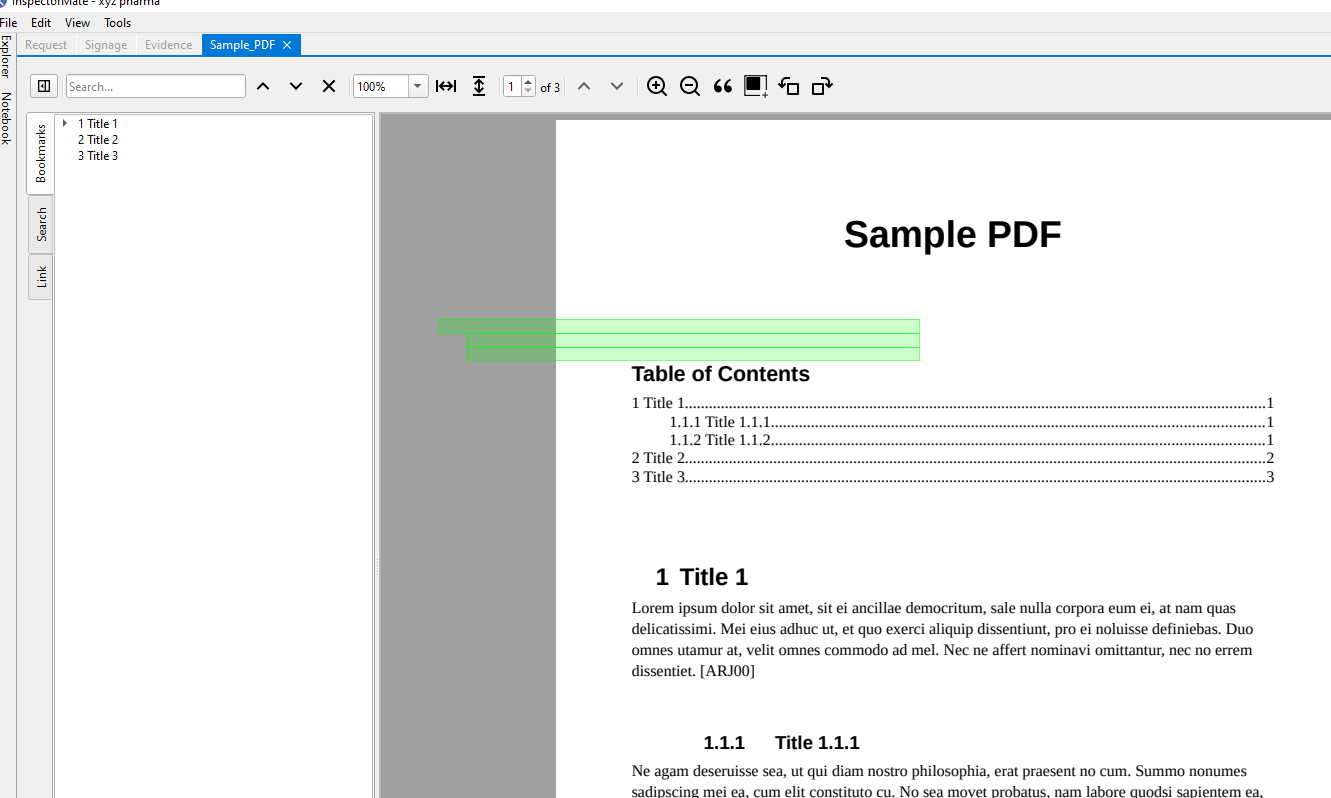 InspectorMate - xyz pharma
File Edit View Tools
Request Signage Evidence Sample_PDF
Explorer
Notebook
Search... 100% 1 of 3
Bookmarks
Search
Link
1 Title 1
2 Title 2
3 Title 3
Sample PDF
Table of Contents
1 Title 1.................................................................................................................................................1
1.1.1 Title 1.1.1............................................................................................................................1
1.1.2 Title 1.1.2............................................................................................................................1
2 Title 2.................................................................................................................................................2
3 Title 3.................................................................................................................................................3
1 Title 1
Lorem ipsum dolor sit amet, sit ei ancillae democritum, sale nulla corpora eum ei, at nam quas
delicatissimi. Mei eius adhuc ut, et quo exerci aliquip dissentiunt, pro ei noluisse definiebas. Duo
omnes utamur at, velit omnes commodo ad mel. Nec ne affert nominavi omittantur, nec no errem
dissentiet. [ARJ00]
1.1.1 Title 1.1.1
Ne agam deseruisse sea, ut qui diam nostro philosophia, erat praesent no cum. Summo nonumes
sadipscing mei ea, cum elit constituto cu. No sea movet probatus, nam labore quodsi sapientem ea,